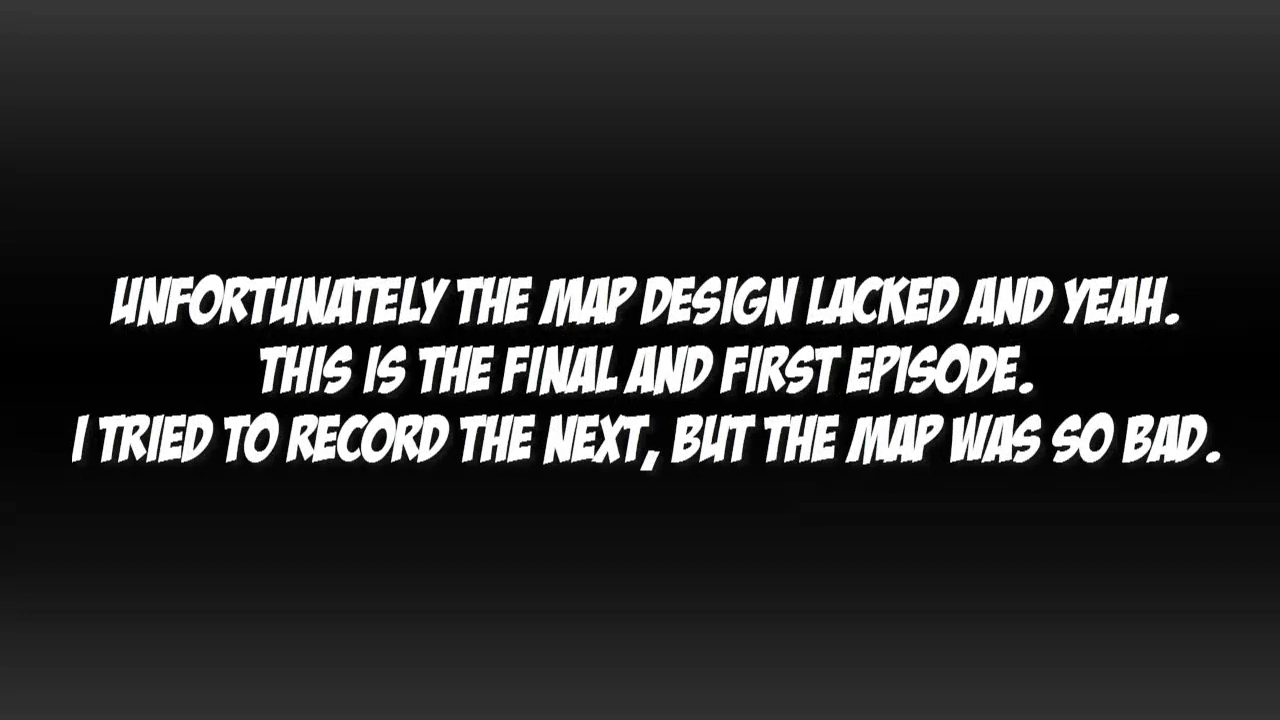 UNFORTUNATELY THE MAP DESIGN LACKED AND YEAH.
THIS IS THE FINAL AND FIRST EPISODE.
I TRIED TO RECORD THE NEXT, BUT THE MAP WAS SO BAD.